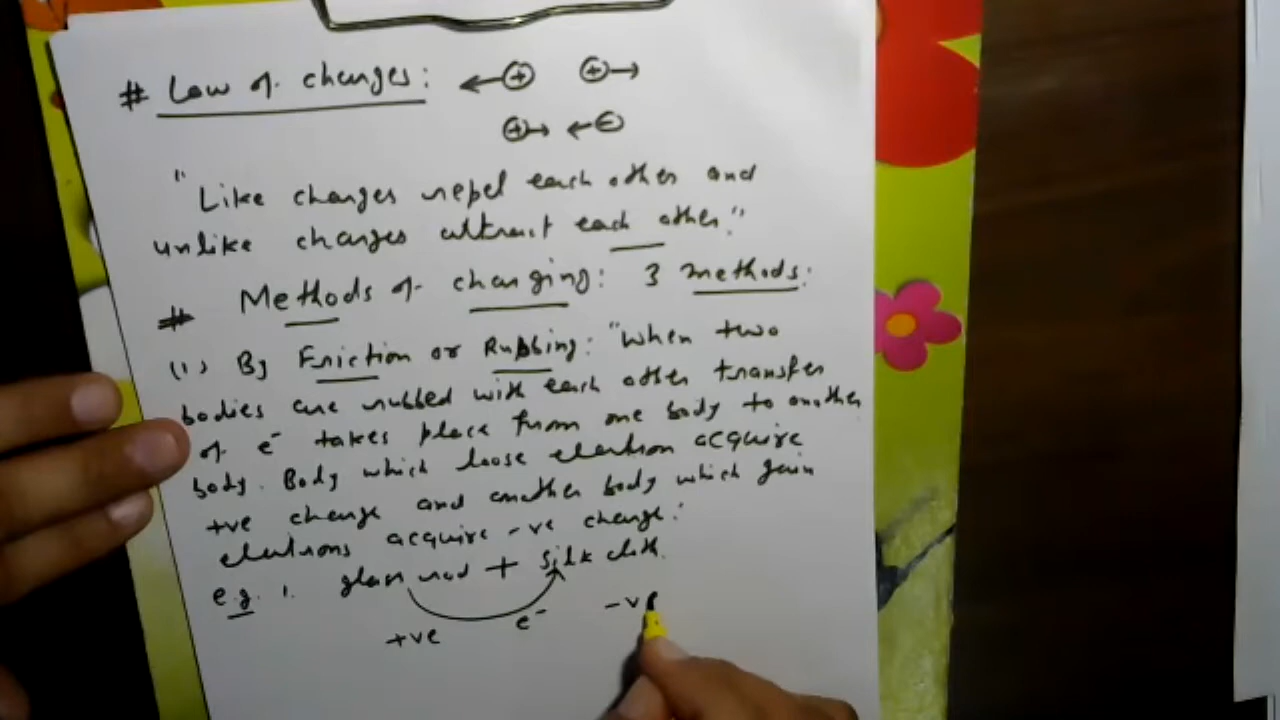 # Law of charges: ← ⊕ ⊕ →
⊕→ ←⊖
"Like charges repel each other and
unlike charges attract each other."
# Methods of charging: 3 methods:
(1) By Friction or Rubbing: "When two
bodies are rubbed with each other transfer
of e⁻ takes place from one body to another
body. Body which loose electron acquire
+ve charge and another body which gain
electrons acquire -ve charge."
e.g. 1. glass rod + silk cloth.
+ve e⁻ -ve